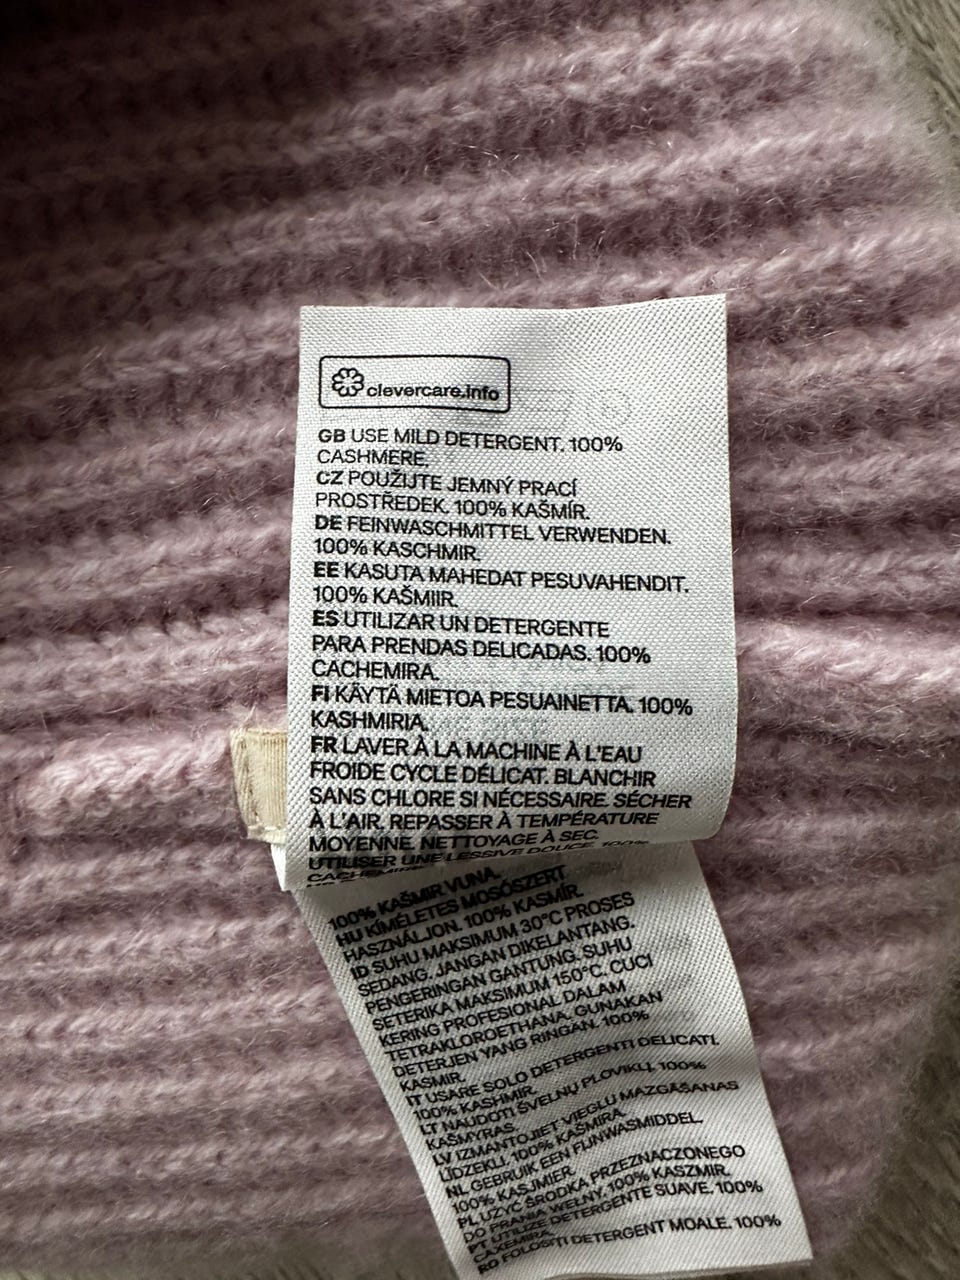 clevercare.info
GB USE MILD DETERGENT. 100%
CASHMERE.
CZ POUŽIJTE JEMNÝ PRACÍ
PROSTŘEDEK. 100% KAŠMÍR.
DE FEINWASCHMITTEL VERWENDEN.
100% KASCHMIR.
EE KASUTA MAHEDAT PESUVAHENDIT.
100% KAŠMIIR.
ES UTILIZAR UN DETERGENTE
PARA PRENDAS DELICADAS. 100%
CACHEMIRA.
FI KÄYTÄ MIETOA PESUAINETTA. 100%
KASHMIRIA.
FR LAVER À LA MACHINE À L'EAU
FROIDE CYCLE DÉLICAT. BLANCHIR
SANS CHLORE SI NÉCESSAIRE. SÉCHER
À L'AIR. REPASSER À TEMPÉRATURE
MOYENNE. NETTOYAGE À SEC.
UTILISER UNE LESSIVE DOUCE. 100%
CACHEMIRE.
100% KAŠMIR VUNA.
HU KÍMÉLETES MOSÓSZERT
HASZNÁLJON. 100% KASMÍR.
ID SUHU MAKSIMUM 30°C PROSES
SEDANG. JANGAN DIKELANTANG.
PENGERINGAN GANTUNG. SUHU
SETERIKA MAKSIMUM 150°C. CUCI
KERING PROFESIONAL DALAM
TETRAKLOROETHANA. GUNAKAN
DETERJEN YANG RINGAN. 100%
KASMIR.
IT USARE SOLO DETERGENTI DELICATI.
100% KASHMIR.
LT NAUDOTI ŠVELNŲ PLOVIKLĮ. 100%
KAŠMYRAS.
LV IZMANTOJIET VIEGLU MAZGĀŠANAS
LĪDZEKLI. 100% KAŠMIRA.
NL GEBRUIK EEN FIJNWASMIDDEL.
100% KASJMIER.
PL UŻYĆ ŚRODKA PRZEZNACZONEGO
DO PRANIA WEŁNY. 100% KASZMIR.
PT UTILIZE DETERGENTE SUAVE. 100%
CAXEMIRA.
RO FOLOSIȚI DETERGENT MOALE. 100%